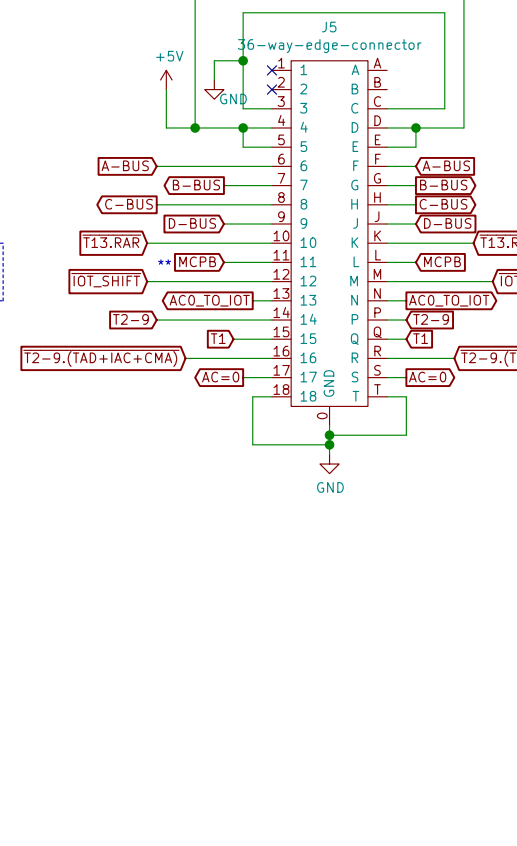 J5
36-way-edge-connector
+5V
GND
1 1 A A
2 2 B B
3 3 C C
4 4 D D
5 5 E E
A-BUS 6 6 F F A-BUS
B-BUS 7 7 G G B-BUS
C-BUS 8 8 H H C-BUS
D-BUS 9 9 J J D-BUS
T13.RAR 10 10 K K T13.R
** MCPB 11 11 L L MCPB
IOT_SHIFT 12 12 M M IOT
AC0_TO_IOT 13 13 N N AC0_TO_IOT
T2-9 14 14 P P T2-9
T1 15 15 Q Q T1
T2-9.(TAD+IAC+CMA) 16 16 R R T2-9.(T
AC=0 17 17 S S AC=0
18 18 T T
GND
0
GND